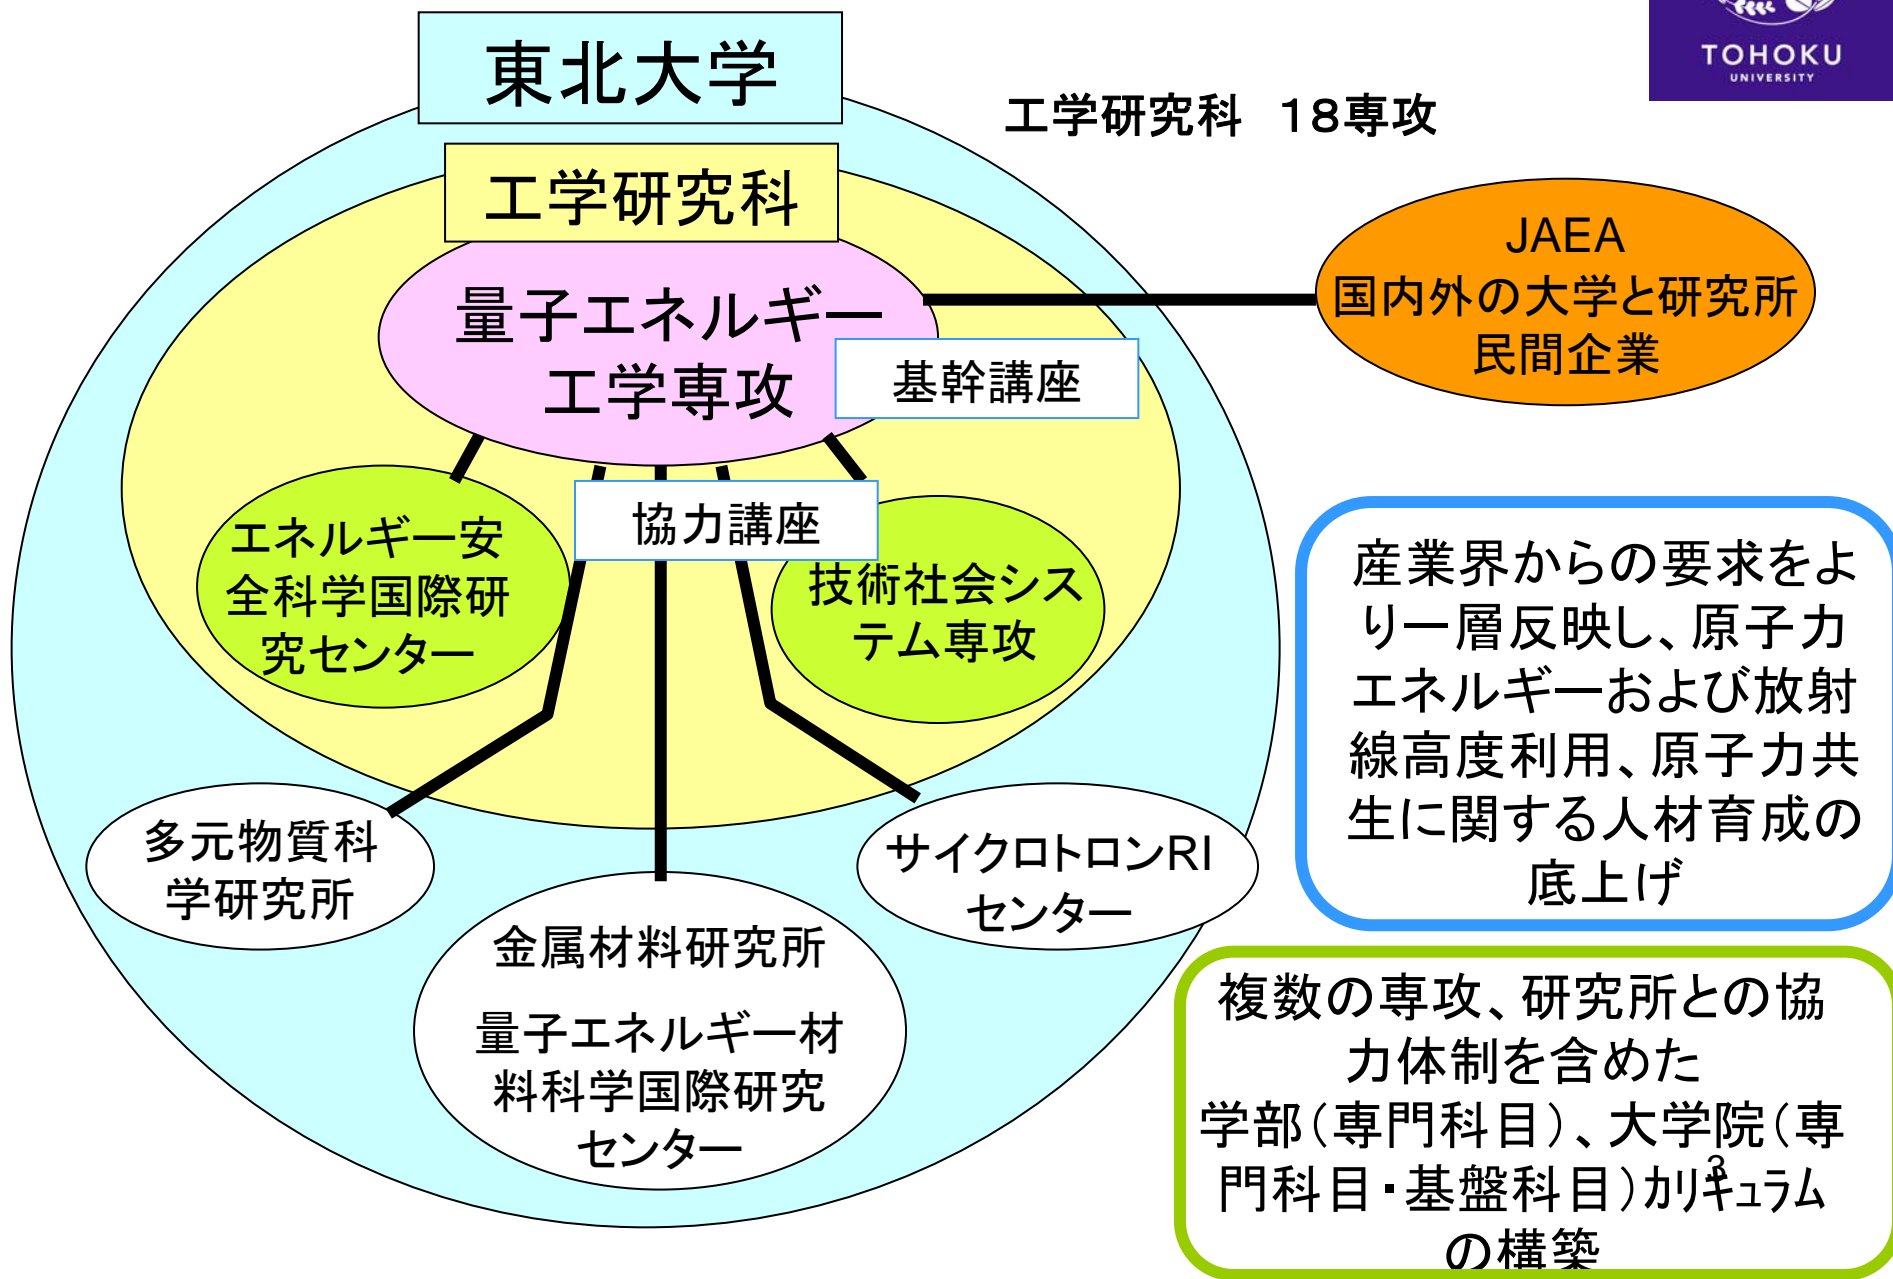 東北大学
TOHOKU
UNIVERSITY
工学研究科　18専攻
工学研究科
量子エネルギー
工学専攻
基幹講座
JAEA
国内外の大学と研究所
民間企業
協力講座
エネルギー安
全科学国際研
究センター
技術社会シス
テム専攻
多元物質科
学研究所
金属材料研究所
量子エネルギー材
料科学国際研究
センター
サイクロトロンRI
センター
産業界からの要求をよ
り一層反映し、原子力
エネルギーおよび放射
線高度利用、原子力共
生に関する人材育成の
底上げ
複数の専攻、研究所との協
力体制を含めた
学部（専門科目）、大学院（専
門科目・基盤科目）ｶﾘｷｭﾗﾑ
の構築
3